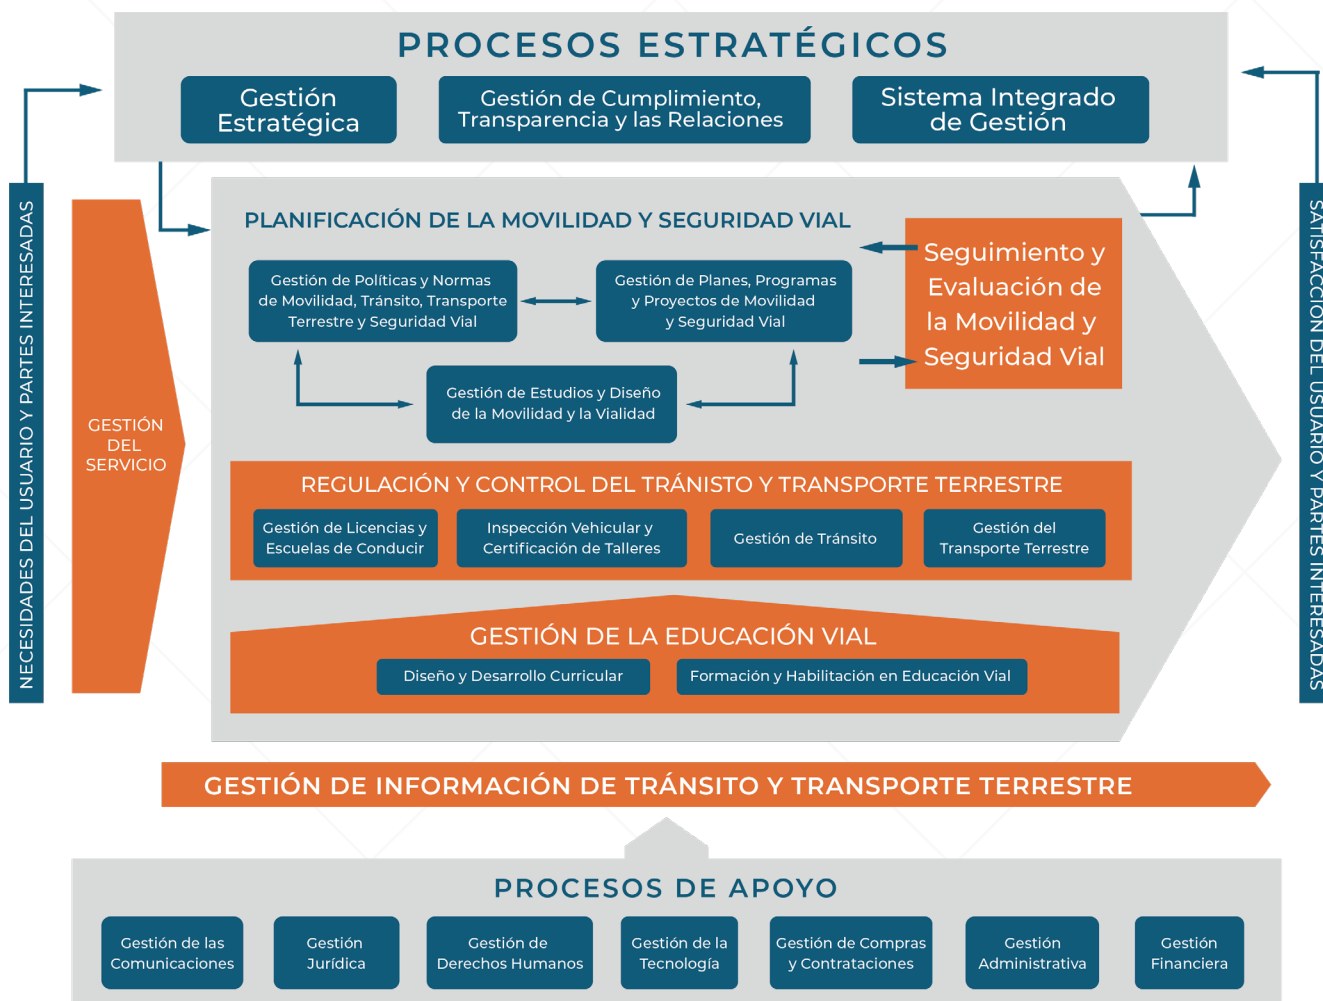 PROCESOS ESTRATÉGICOS
Gestión
Estratégica
Gestión de Cumplimiento,
Transparencia y las Relaciones
Sistema Integrado
de Gestión
NECESIDADES DEL USUARIO Y PARTES INTERESADAS
GESTIÓN
DEL
SERVICIO
PLANIFICACIÓN DE LA MOVILIDAD Y SEGURIDAD VIAL
Gestión de Políticas y Normas
de Movilidad, Tránsito, Transporte
Terrestre y Seguridad Vial
Gestión de Planes, Programas
y Proyectos de Movilidad
y Seguridad Vial
Gestión de Estudios y Diseño
de la Movilidad y la Vialidad
Seguimiento y
Evaluación de
la Movilidad y
Seguridad Vial
REGULACIÓN Y CONTROL DEL TRÁNISTO Y TRANSPORTE TERRESTRE
Gestión de Licencias y
Escuelas de Conducir
Inspección Vehicular y
Certificación de Talleres
Gestión de Tránsito
Gestión del
Transporte Terrestre
GESTIÓN DE LA EDUCACIÓN VIAL
Diseño y Desarrollo Curricular
Formación y Habilitación en Educación Vial
SATISFACCIÓN DEL USUARIO Y PARTES INTERESADAS
GESTIÓN DE INFORMACIÓN DE TRÁNSITO Y TRANSPORTE TERRESTRE
PROCESOS DE APOYO
Gestión de las
Comunicaciones
Gestión
Jurídica
Gestión de
Derechos Humanos
Gestión de la
Tecnología
Gestión de Compras
y Contrataciones
Gestión
Administrativa
Gestión
Financiera